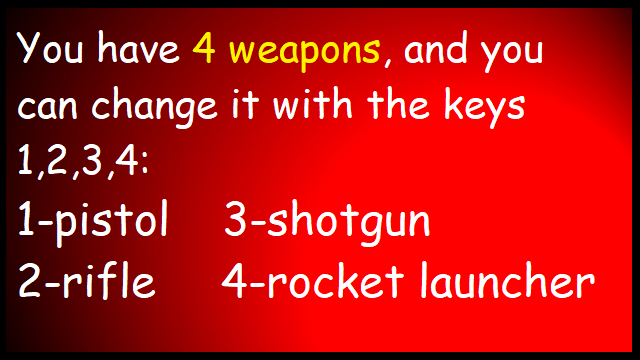 You have 4 weapons, and you
can change it with the keys
1,2,3,4:
1-pistol 3-shotgun
2-rifle 4-rocket launcher